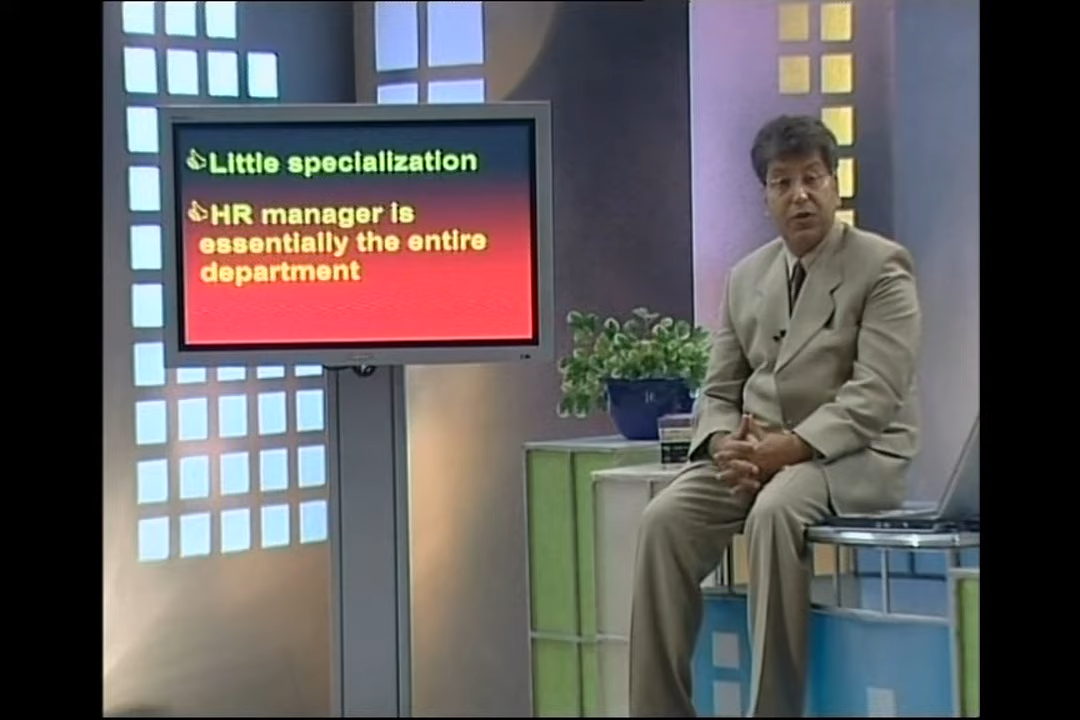 Little specialization
HR manager is
essentially the entire
department